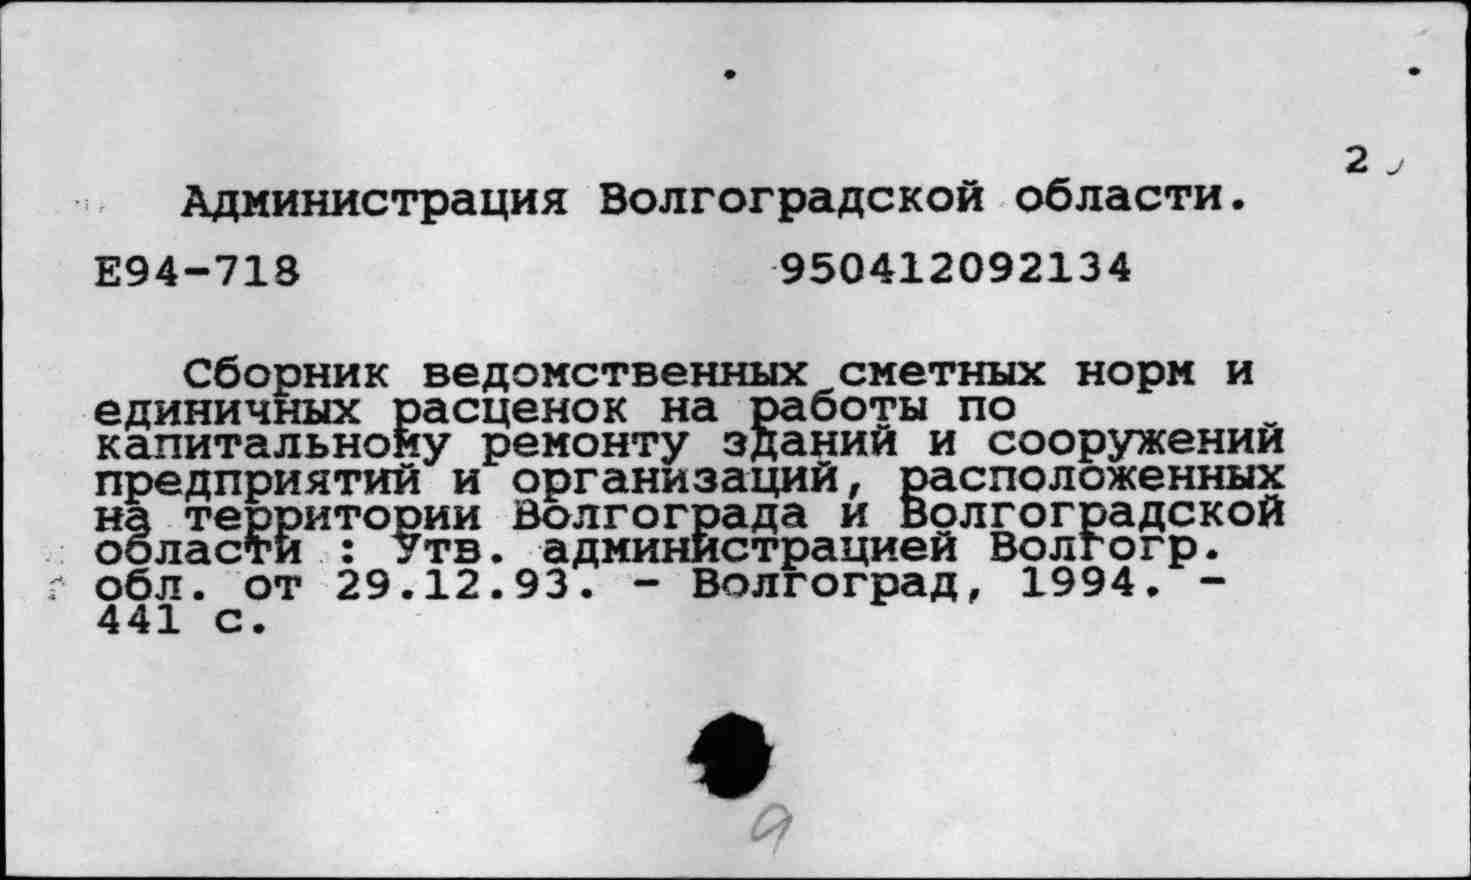 2
Администрация Волгоградской области.
Е94-718 950412092134
Сборник ведомственных сметных норм и
единичных расценок на работы по
капитальному ремонту зданий и сооружений
предприятий и организаций, расположенных
на территории Волгограда и Волгоградской
области : Утв. администрацией Волгогр.
обл. от 29.12.93. - Волгоград, 1994. -
441 с.